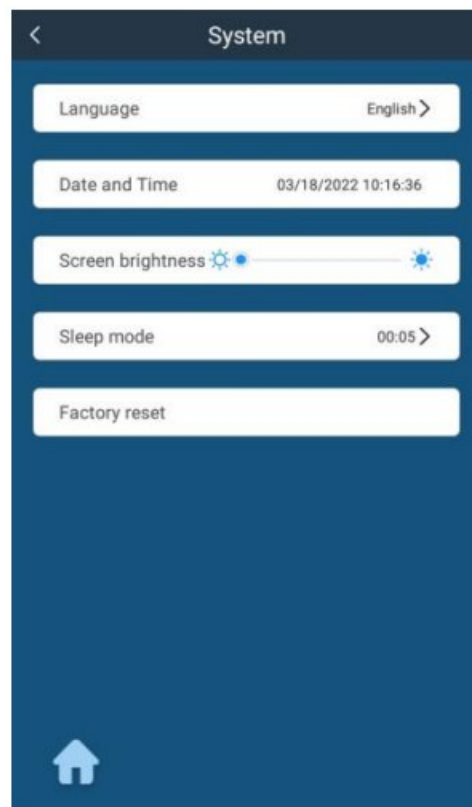 System
Language English
Date and Time 03/18/2022 10:16:36
Screen brightness
Sleep mode 00:05
Factory reset